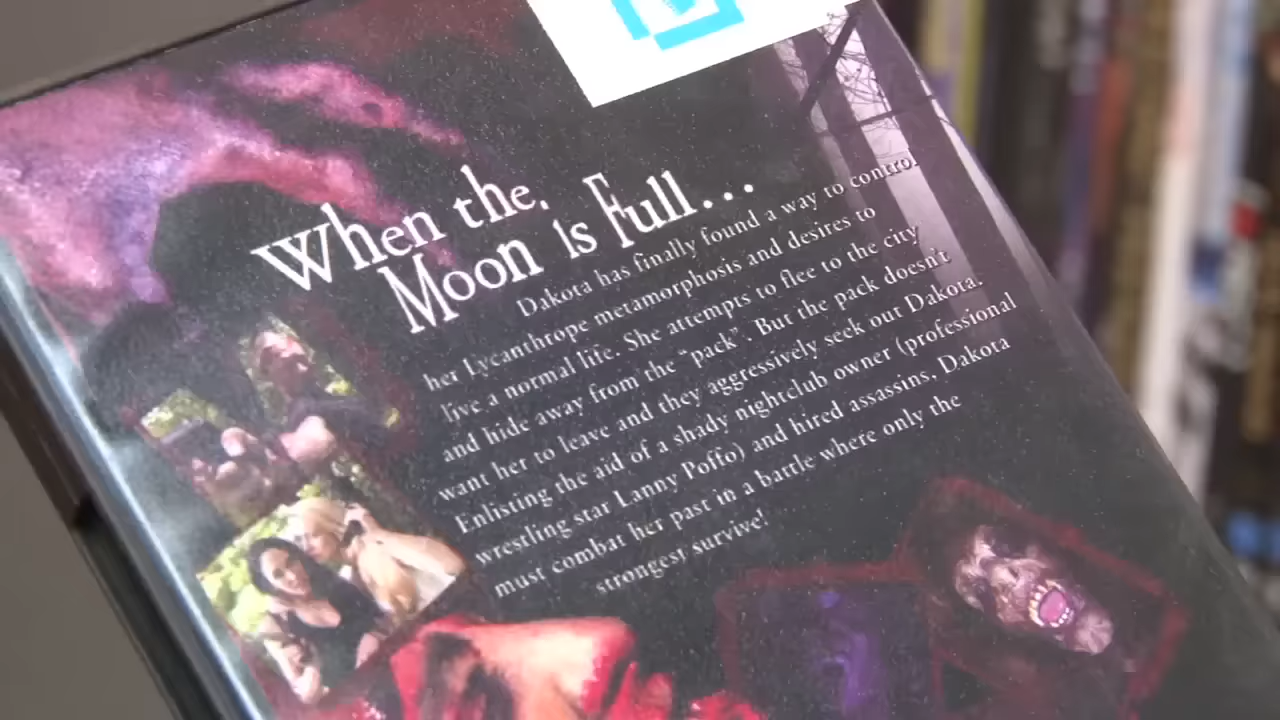 When the.
Moon is Full...
Dakota has finally found a way to control
her Lycanthrope metamorphosis and desires to
live a normal life. She attempts to flee to the city
and hide away from the “pack”. But the pack doesn't
want her to leave and they aggressively seek out Dakota.
Enlisting the aid of a shady nightclub owner (professional
wrestling star Lanny Poffo) and hired assassins, Dakota
must combat her past in a battle where only the
strongest survive!